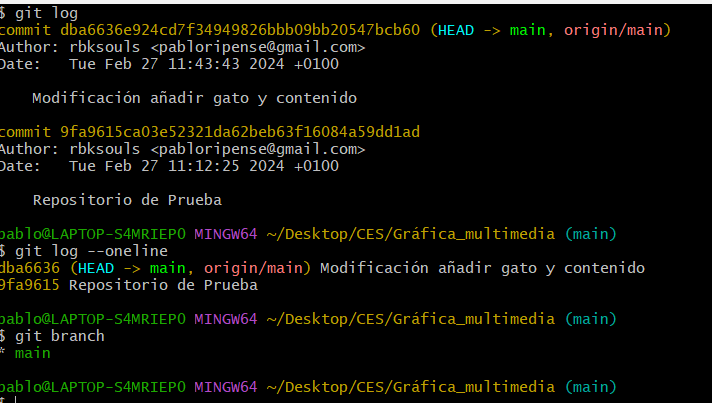 $ git log
commit dba6636e924cd7f34949826bbb09bb20547bcb60 (HEAD -> main, origin/main)
Author: rbksouls <pabloripense@gmail.com>
Date:   Tue Feb 27 11:43:43 2024 +0100
    Modificación añadir gato y contenido
commit 9fa9615ca03e52321da62beb63f16084a59dd1ad
Author: rbksouls <pabloripense@gmail.com>
Date:   Tue Feb 27 11:12:25 2024 +0100
    Repositorio de Prueba
pablo@LAPTOP-S4MRIEPO MINGW64 ~/Desktop/CES/Gráfica_multimedia (main)
$ git log --oneline
dba6636 (HEAD -> main, origin/main) Modificación añadir gato y contenido
9fa9615 Repositorio de Prueba
pablo@LAPTOP-S4MRIEPO MINGW64 ~/Desktop/CES/Gráfica_multimedia (main)
$ git branch
* main
pablo@LAPTOP-S4MRIEPO MINGW64 ~/Desktop/CES/Gráfica_multimedia (main)
$